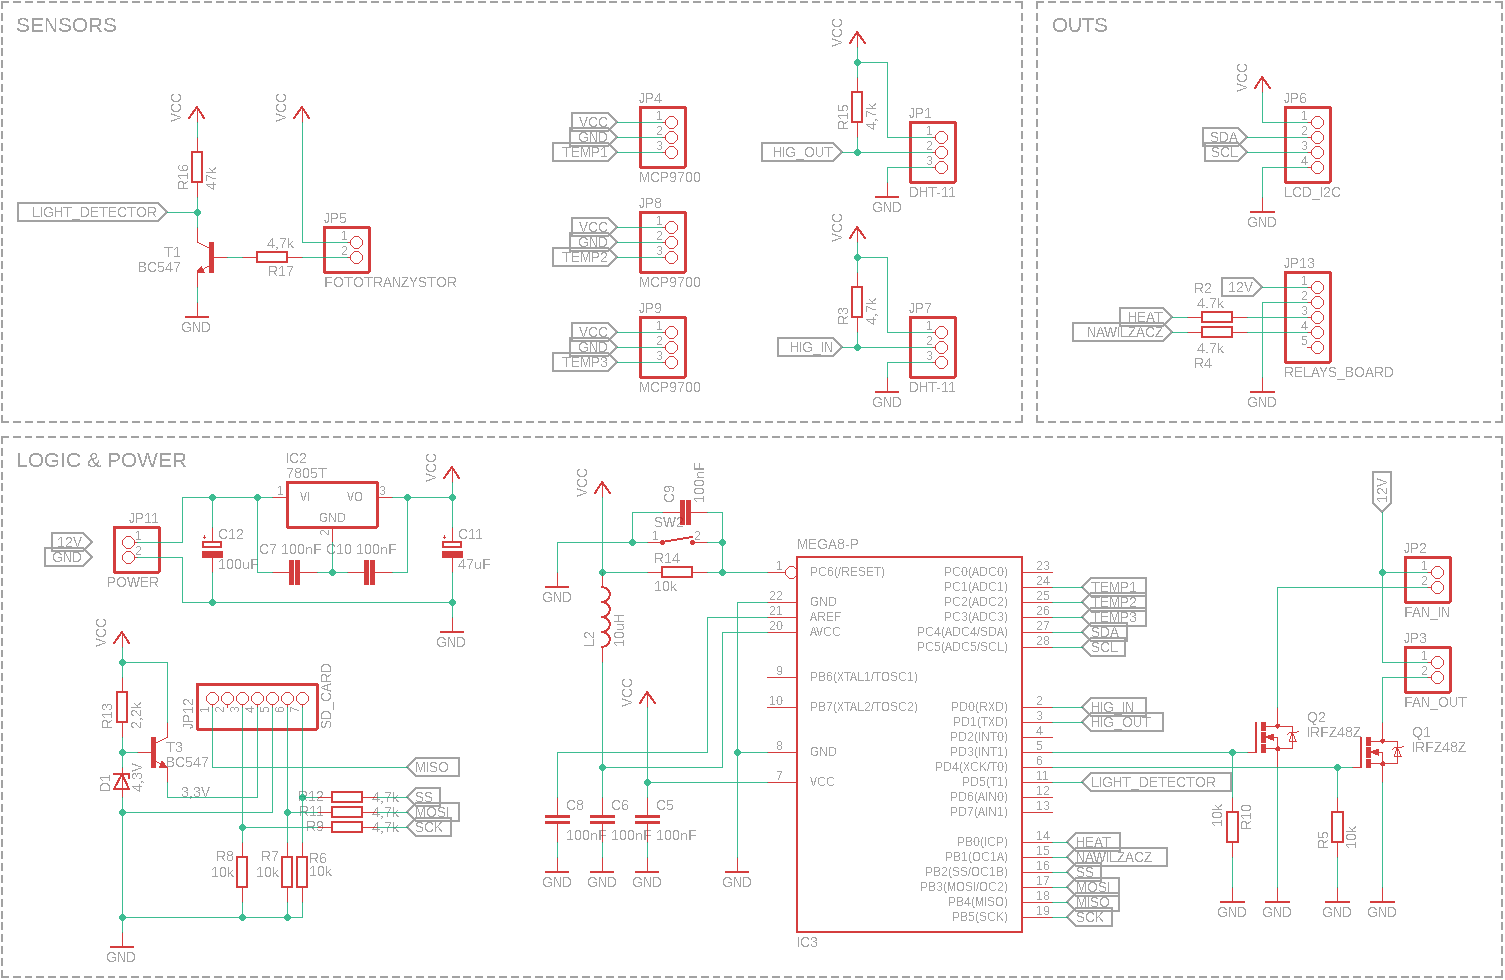 SENSORS
VCC
R16
47k
LIGHT_DETECTOR
T1
BC547
GND
VCC
4,7k
R17
JP5
1
2
FOTOTRANZYSTOR
JP4
VCC
GND
TEMP1
1
2
3
MCP9700
JP8
VCC
GND
TEMP2
1
2
3
MCP9700
JP9
VCC
GND
TEMP3
1
2
3
MCP9700
VCC
R15
4,7k
HIG_OUT
JP1
1
2
3
DHT-11
GND
VCC
R3
4,7k
HIG_IN
JP7
1
2
3
DHT-11
GND
OUTS
VCC
JP6
SDA
SCL
1
2
3
4
LCD_I2C
GND
JP13
12V
R2
4.7k
HEAT
NAWILZACZ
4.7k
R4
1
2
3
4
5
RELAYS_BOARD
GND
LOGIC & POWER
JP11
12V
GND
1
2
POWER
IC2
7805T
1
VI
VO
3
GND
2
C12
100uF
C7
100nF
C10
100nF
VCC
C11
47uF
GND
VCC
R13
2,2k
D1
4,3V
T3
BC547
3,3V
JP12
1
2
3
4
5
6
7
SD_CARD
MISO
R12
4,7k
SS
R11
4,7k
MOSI
R9
4,7k
SCK
R8
10k
R7
10k
R6
10k
GND
VCC
C9
100nF
SW2
1
2
R14
10k
GND
L2
10uH
VCC
C8
100nF
C6
100nF
C5
100nF
GND
GND
GND
GND
MEGA8-P
1
PC6(/RESET)
22
GND
21
AREF
20
AVCC
9
PB6(XTAL1/TOSC1)
10
PB7(XTAL2/TOSC2)
8
GND
7
VCC
PC0(ADC0)
23
PC1(ADC1)
24
TEMP1
PC2(ADC2)
25
TEMP2
PC3(ADC3)
26
TEMP3
PC4(ADC4/SDA)
27
SDA
PC5(ADC5/SCL)
28
SCL
PD0(RXD)
2
HIG_IN
PD1(TXD)
3
HIG_OUT
PD2(INT0)
4
PD3(INT1)
5
PD4(XCK/T0)
6
PD5(T1)
11
LIGHT_DETECTOR
PD6(AIN0)
12
PD7(AIN1)
13
PB0(ICP)
14
HEAT
PB1(OC1A)
15
NAWILZACZ
PB2(SS/OC1B)
16
SS
PB3(MOSI/OC2)
17
MOSI
PB4(MISO)
18
MISO
PB5(SCK)
19
SCK
IC3
12V
JP2
1
2
FAN_IN
JP3
1
2
FAN_OUT
Q2
IRFZ48Z
Q1
IRFZ48Z
10k
R10
R5
10k
GND
GND
GND
GND